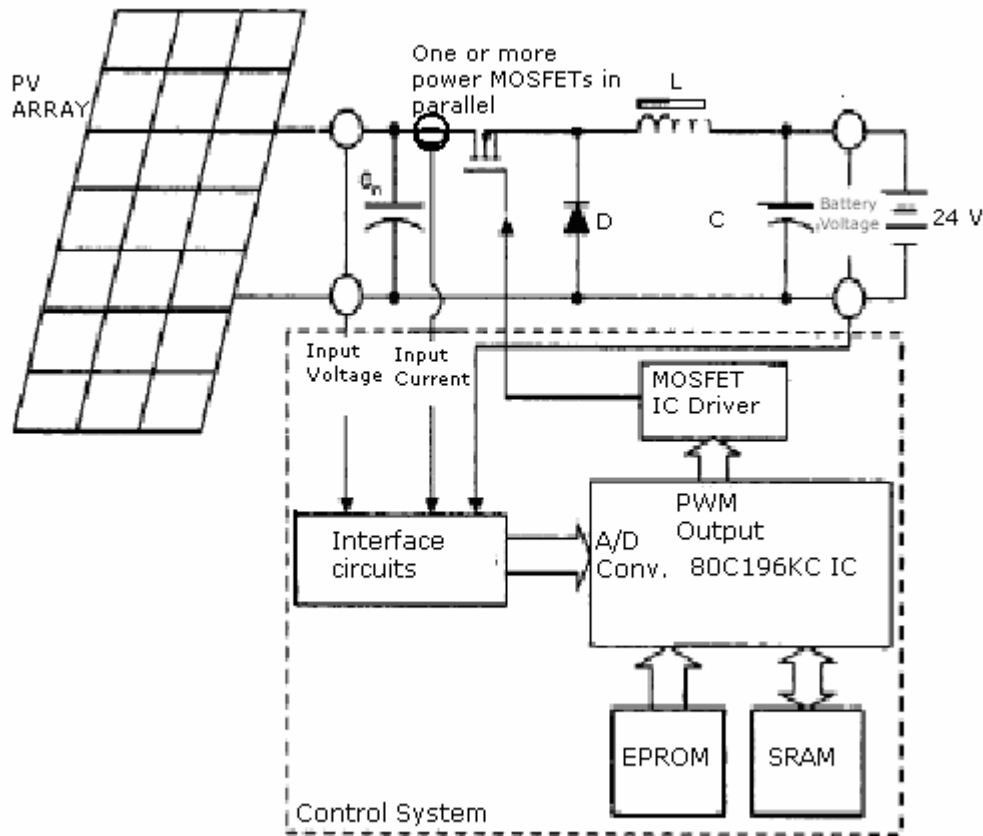 One or more
power MOSFETs in
parallel
PV
ARRAY
L
D
C
Battery
Voltage
24 V
Input
Voltage
Input
Current
MOSFET
IC Driver
PWM
Output
A/D
Conv.
80C196KC IC
Interface
circuits
EPROM
SRAM
Control System